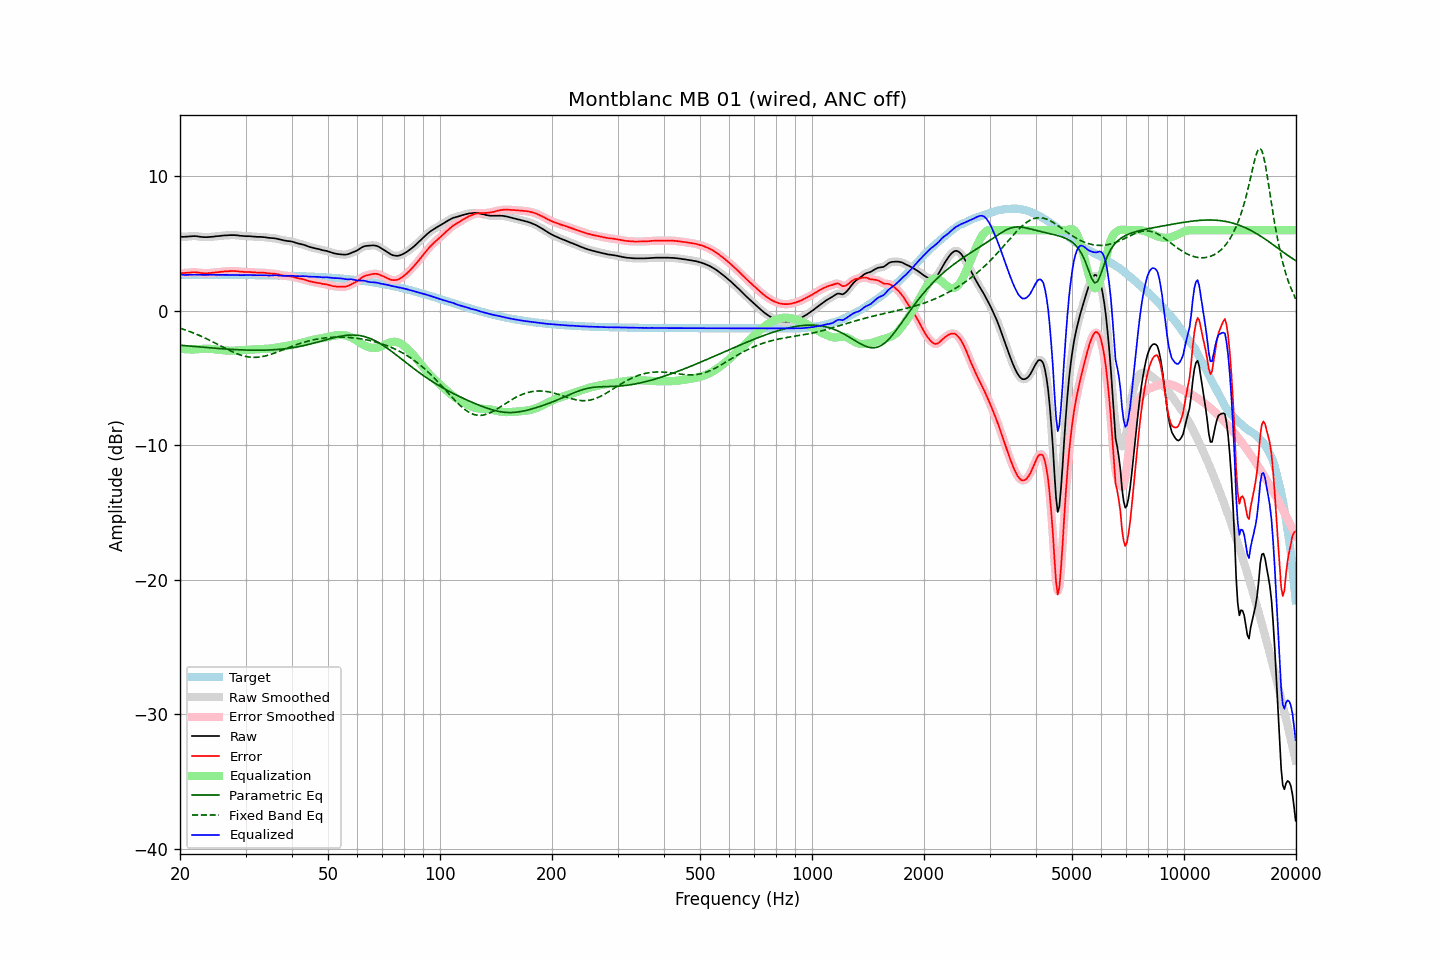 Montblanc MB 01 (wired, ANC off)
Amplitude (dBr)
10
0
−10
−20
−30
−40
Target
Raw Smoothed
Error Smoothed
Raw
Error
Equalization
Parametric Eq
Fixed Band Eq
Equalized
20 50 100 200 500 1000 2000 5000 10000 20000
Frequency (Hz)